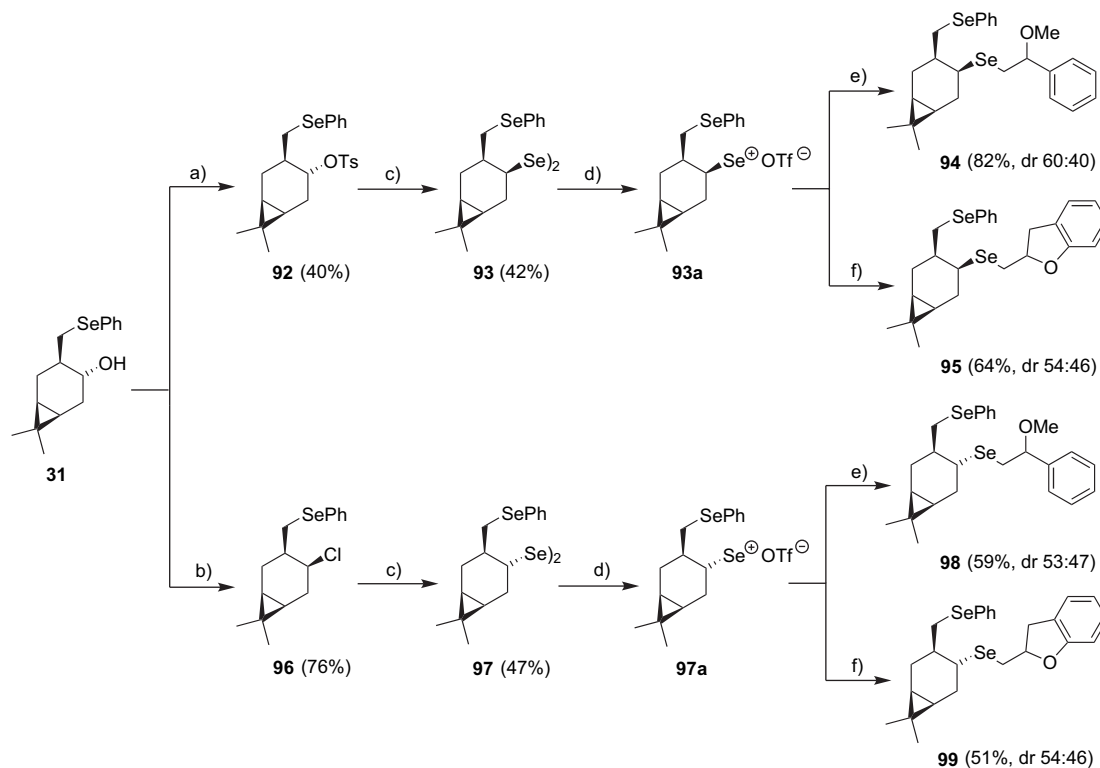 SePh
OH
31
a)
b)
SePh
OTs
92 (40%)
c)
SePh
Se)2
93 (42%)
d)
SePh
Se⊕ OTf⊖
93a
e)
f)
SePh
OMe
Se
94 (82%, dr 60:40)
SePh
Se
O
95 (64%, dr 54:46)
SePh
Cl
96 (76%)
c)
SePh
Se)2
97 (47%)
d)
SePh
Se⊕ OTf⊖
97a
e)
f)
SePh
OMe
Se
98 (59%, dr 53:47)
SePh
Se
O
99 (51%, dr 54:46)